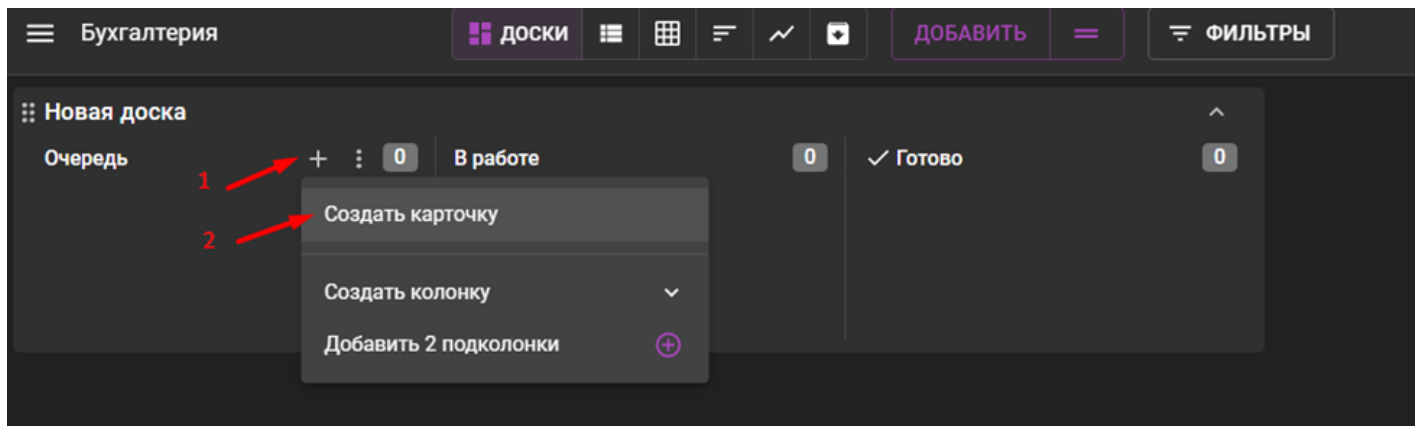 Бухгалтерия ДОСКИ ДОБАВИТЬ ФИЛЬТРЫ
Новая доска
Очередь 0 В работе 0 Готово 0
1
Создать карточку
2
Создать колонку
Добавить 2 подколонки